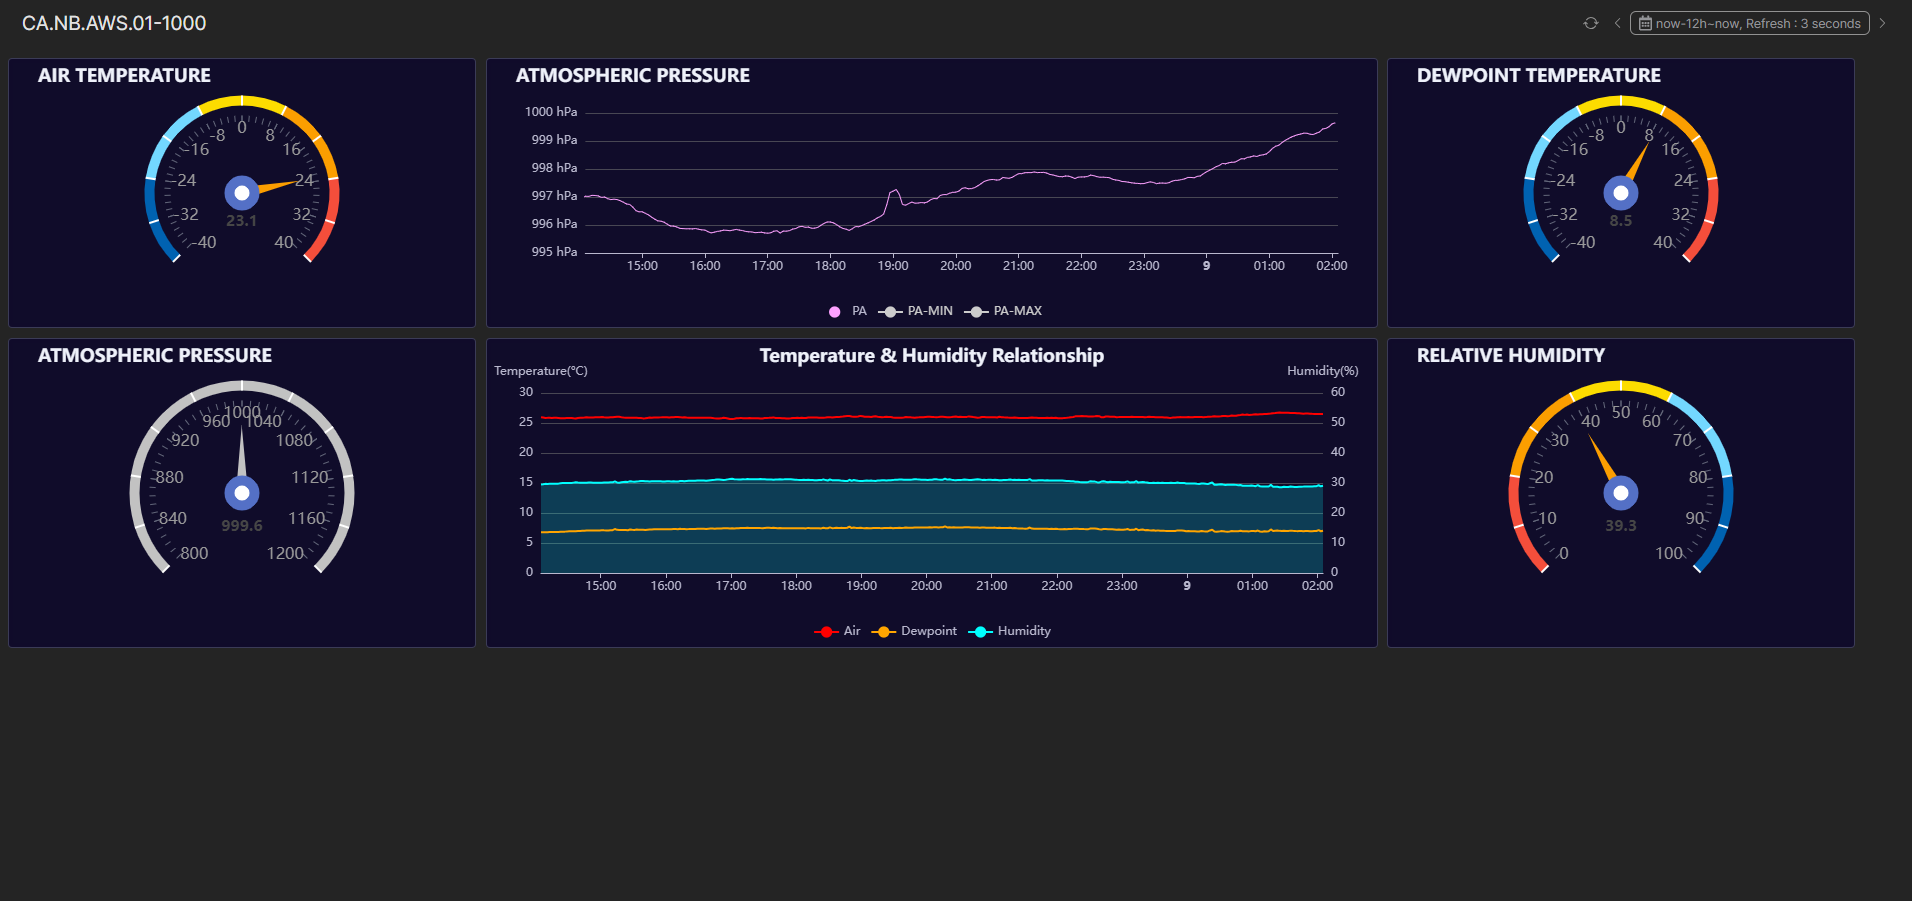 CA.NB.AWS.01-1000
now-12h~now, Refresh : 3 seconds
AIR TEMPERATURE
-40 -32 -24 -16 -8 0 8 16 24 32 40
23.1
ATMOSPHERIC PRESSURE
1000 hPa
999 hPa
998 hPa
997 hPa
996 hPa
995 hPa
15:00 16:00 17:00 18:00 19:00 20:00 21:00 22:00 23:00 9 01:00 02:00
PA PA-MIN PA-MAX
DEWPOINT TEMPERATURE
-40 -32 -24 -16 -8 0 8 16 24 32 40
8.5
ATMOSPHERIC PRESSURE
800 840 880 920 960 1000 1040 1080 1120 1160 1200
999.6
Temperature & Humidity Relationship
Temperature(°C) Humidity(%)
30 60
25 50
20 40
15 30
10 20
5 10
0 0
15:00 16:00 17:00 18:00 19:00 20:00 21:00 22:00 23:00 9 01:00 02:00
Air Dewpoint Humidity
RELATIVE HUMIDITY
0 10 20 30 40 50 60 70 80 90 100
39.3